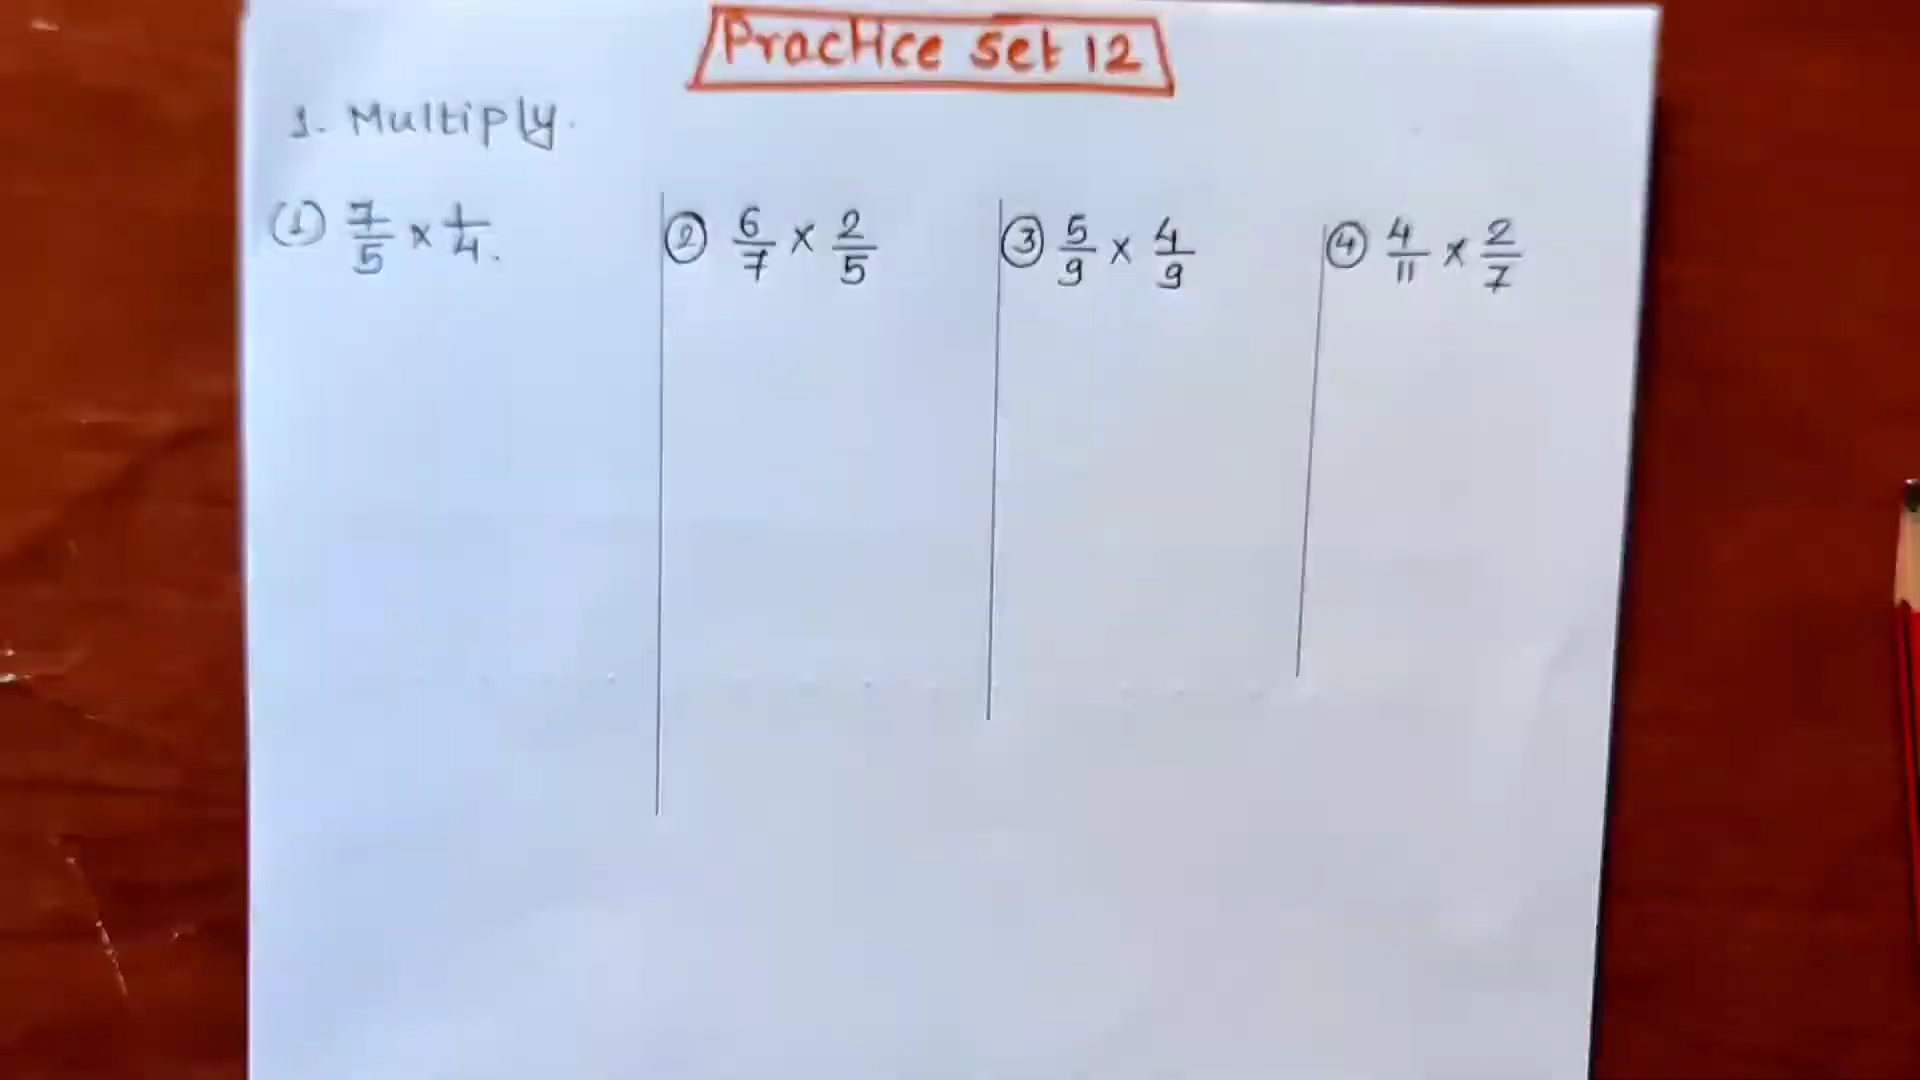 Practice Set 12
1. Multiply.
① 7/5 × 1/4.
② 6/7 × 2/5
③ 5/9 × 4/9
④ 4/11 × 2/7